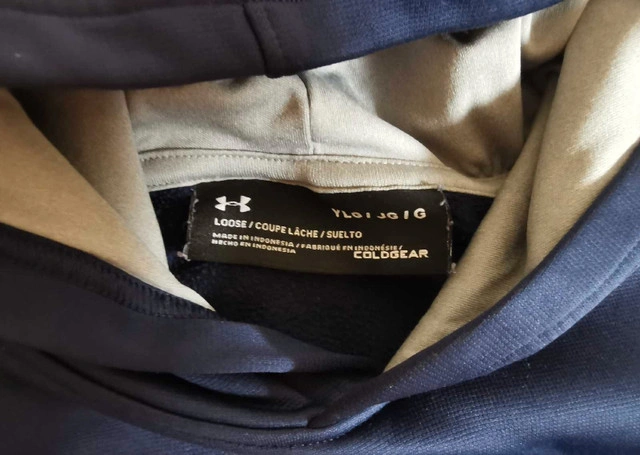 YLG / JG / G
LOOSE / COUPE LÂCHE / SUELTO
MADE IN INDONESIA / FABRIQUÉ EN INDONÉSIE /
HECHO EN INDONESIA
COLDGEAR